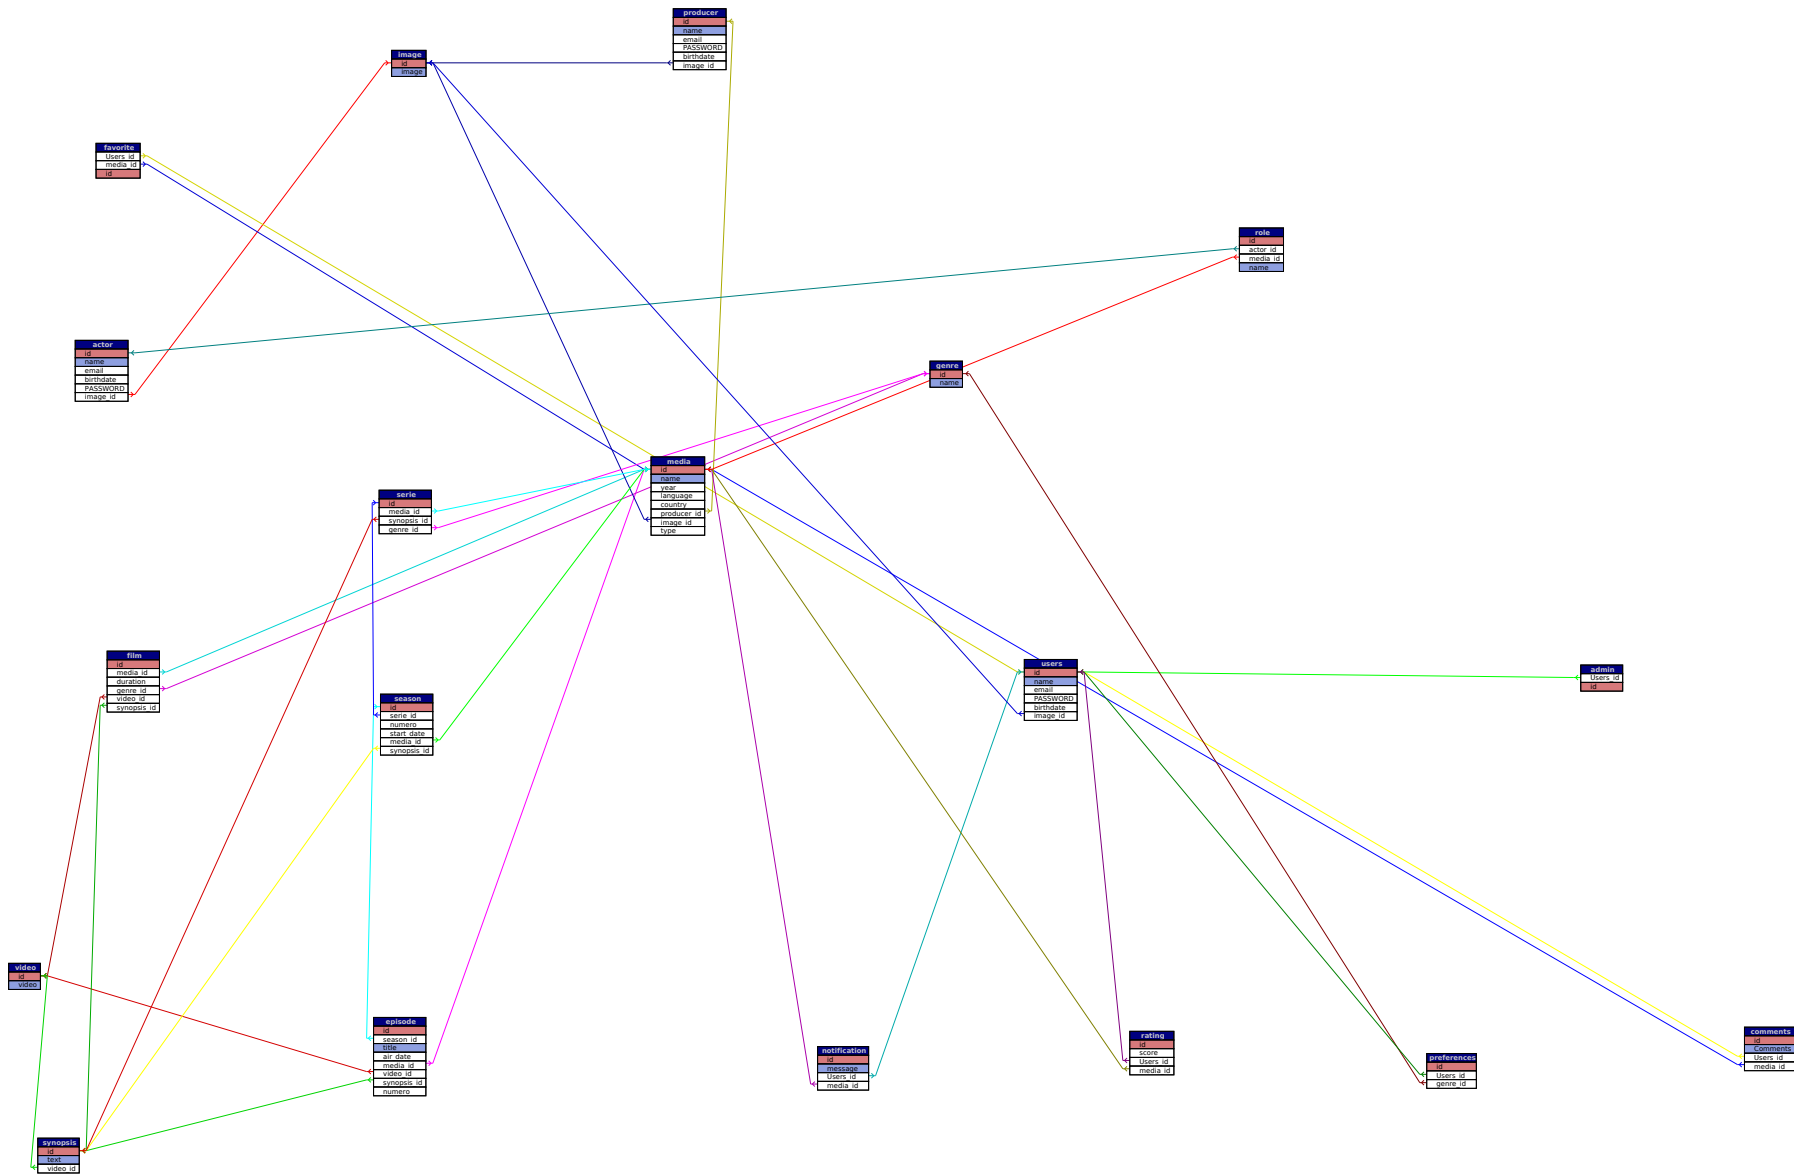 producer
id
name
email
PASSWORD
birthdate
image_id
image
id
image
favorite
Users_id
media_id
id
role
id
actor_id
media_id
name
actor
id
name
email
birthdate
PASSWORD
image_id
genre
id
name
media
id
name
year
language
country
producer_id
image_id
type
serie
id
media_id
synopsis_id
genre_id
film
id
media_id
duration
genre_id
video_id
synopsis_id
season
id
serie_id
numero
start_date
media_id
synopsis_id
users
id
name
email
PASSWORD
birthdate
image_id
admin
Users_id
id
video
id
video
episode
id
season_id
title
air_date
media_id
video_id
synopsis_id
numero
notification
id
message
Users_id
media_id
rating
id
score
Users_id
media_id
preferences
id
Users_id
genre_id
comments
id
Comments
Users_id
media_id
synopsis
id
text
video_id